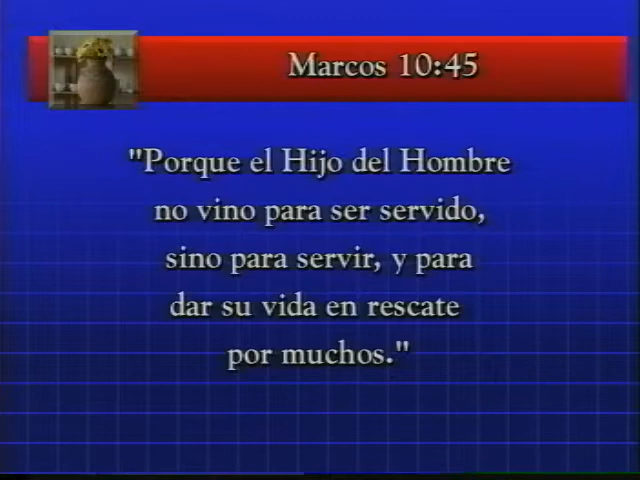 Marcos 10:45
"Porque el Hijo del Hombre
no vino para ser servido,
sino para servir, y para
dar su vida en rescate
por muchos."